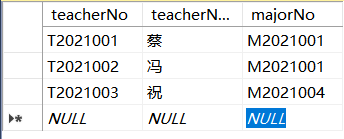 teacherNo teacherN... majorNo
T2021001 蔡 M2021001
T2021002 冯 M2021001
T2021003 祝 M2021004
NULL NULL NULL